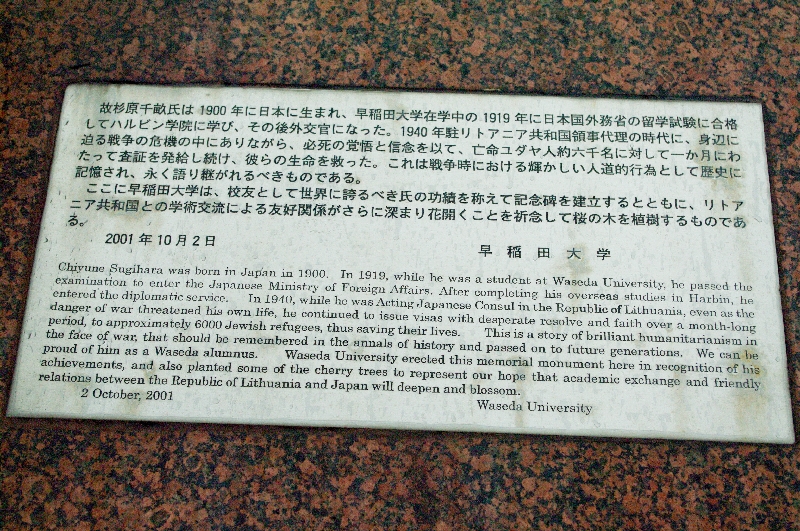 故杉原千畝氏は1900年に日本に生まれ、早稲田大学在学中の1919年に日本国外務省の留学試験に合格
してハルビン学院に学び、その後外交官になった。1940年駐リトアニア共和国領事代理の時代に、身辺に
迫る戦争の危機の中にありながら、必死の覚悟と信念を以て、亡命ユダヤ人約六千名に対して一か月にわ
たって査証を発給し続け、彼らの生命を救った。これは戦争時における輝かしい人道的行為として歴史に
記憶され、永く語り継がれるべきものである。
ここに早稲田大学は、校友として世界に誇るべき氏の功績を称えて記念碑を建立するとともに、リトア
ニア共和国との学術交流による友好関係がさらに深まり花開くことを祈念して桜の木を植樹するものであ
る。
2001年10月2日 早稲田大学
Chiyune Sugihara was born in Japan in 1900. In 1919, while he was a student at Waseda University, he passed the
examination to enter the Japanese Ministry of Foreign Affairs. After completing his overseas studies in Harbin, he
entered the diplomatic service. In 1940, while he was Acting Japanese Consul in the Republic of Lithuania, even as the
danger of war threatened his own life, he continued to issue visas with desperate resolve and faith over a month-long
period, to approximately 6000 Jewish refugees, thus saving their lives. This is a story of brilliant humanitarianism in
the face of war, that should be remembered in the annals of history and passed on to future generations. We can be
proud of him as a Waseda alumnus. Waseda University erected this memorial monument here in recognition of his
achievements, and also planted some of the cherry trees to represent our hope that academic exchange and friendly
relations between the Republic of Lithuania and Japan will deepen and blossom.
2 October, 2001 Waseda University